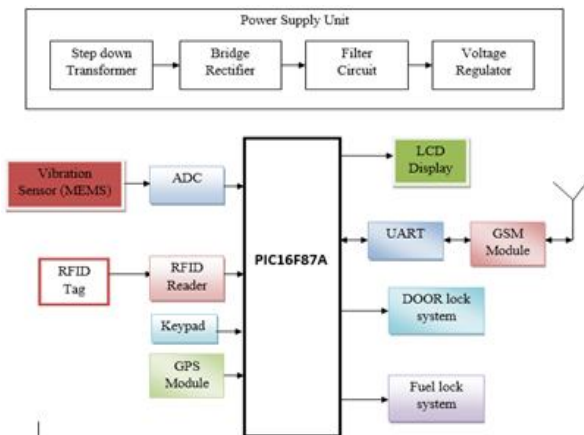 Power Supply Unit
Step down
Transformer
Bridge
Rectifier
Filter
Circuit
Voltage
Regulator
Vibration
Sensor (MEMS)
ADC
RFID
Tag
RFID
Reader
Keypad
GPS
Module
PIC16F87A
LCD
Display
UART
GSM
Module
DOOR lock
system
Fuel lock
system